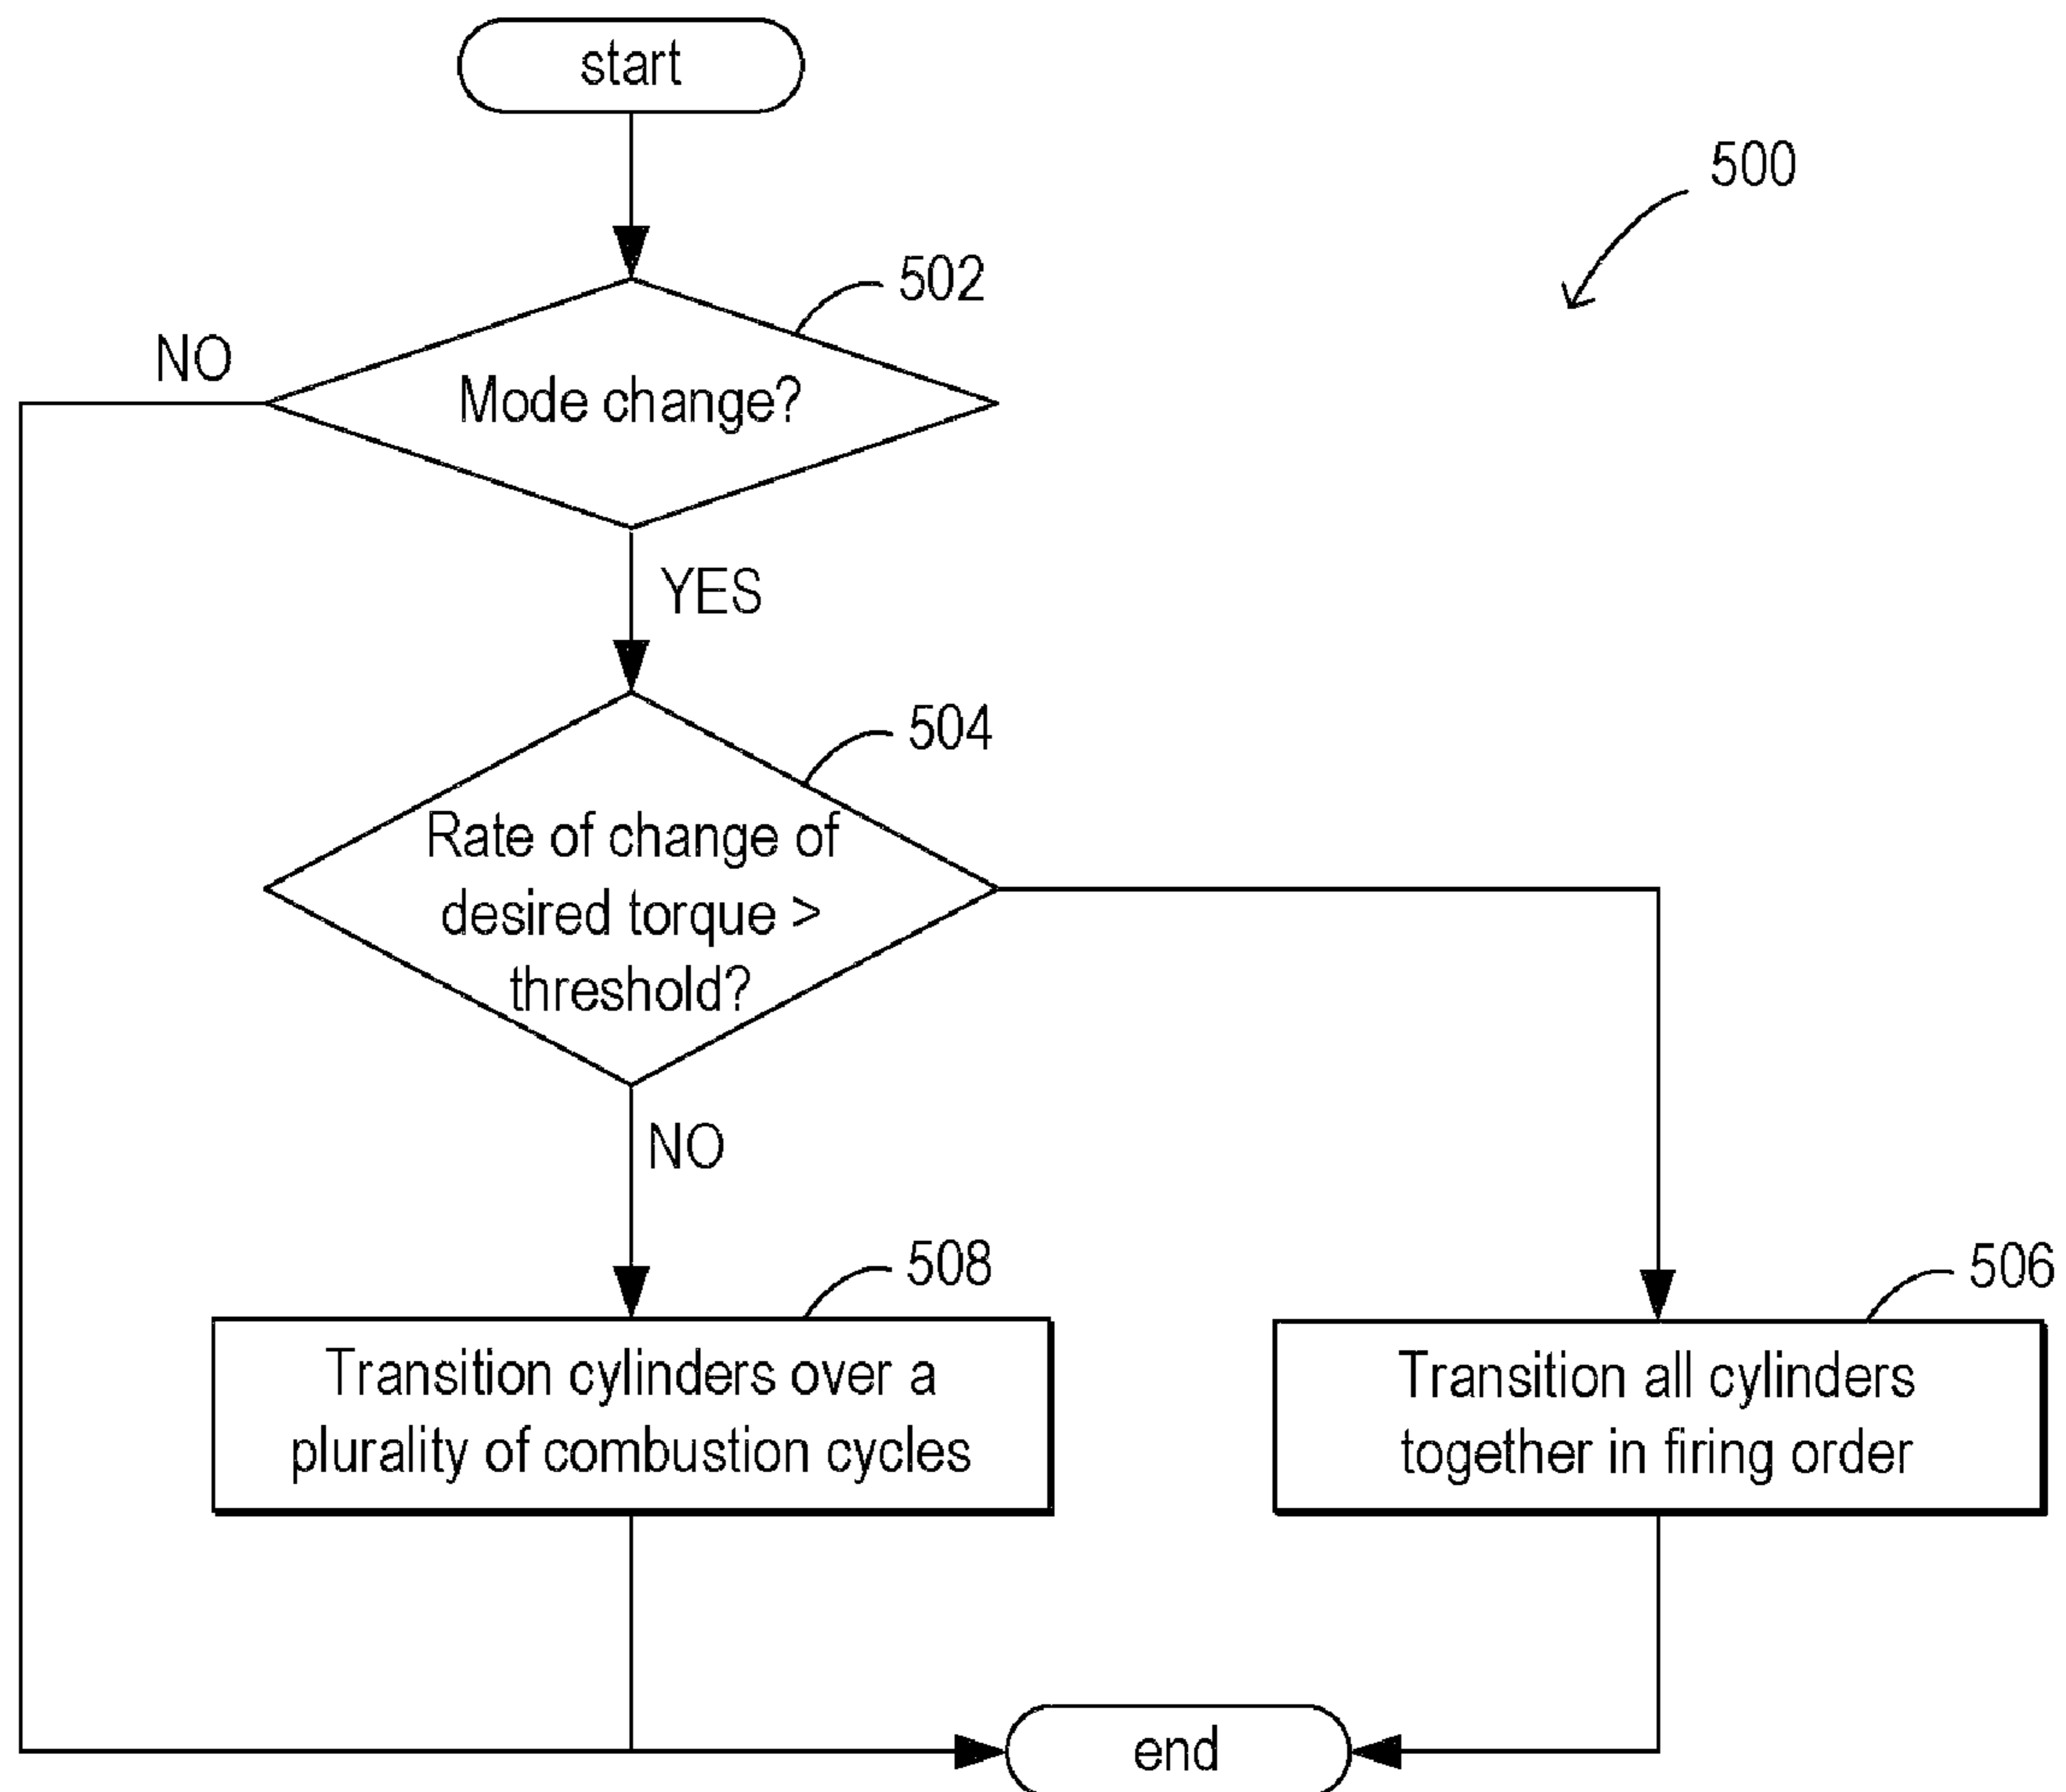 start
500
502
NO
Mode change?
YES
504
Rate of change of
desired torque >
threshold?
NO
508
506
Transition cylinders over a
plurality of combustion cycles
Transition all cylinders
together in firing order
end